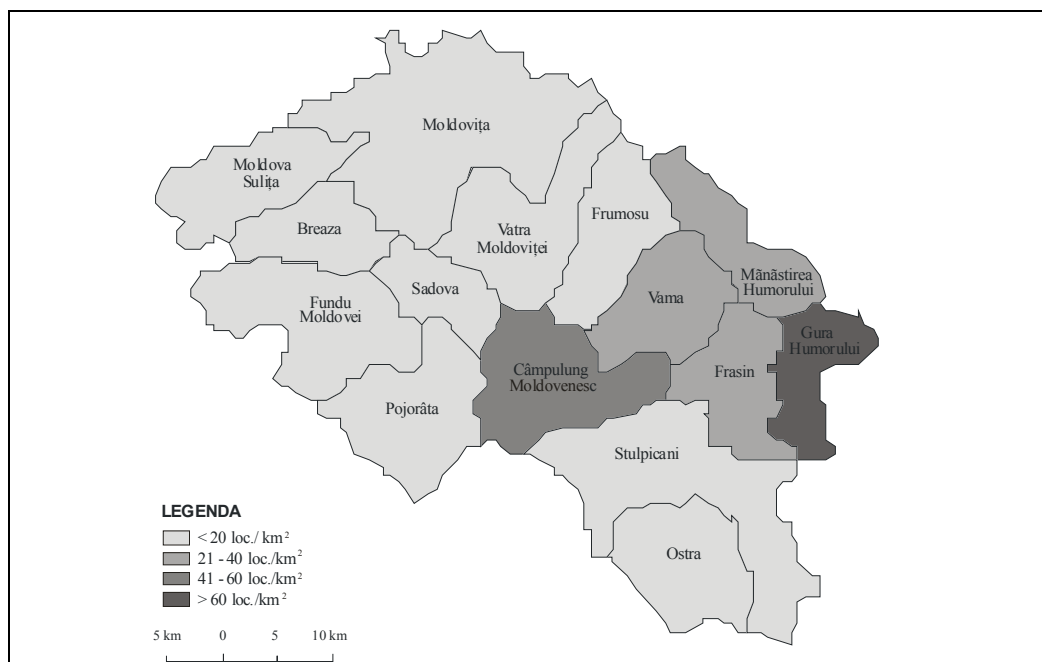 Moldovița
Moldova
Sulița
Frumosu
Breaza
Vatra
Moldoviței
Mãnãstirea
Humorului
Sadova
Vama
Fundu
Moldovei
Gura
Humorului
Câmpulung
Moldovenesc
Frasin
Pojorâta
Stulpicani
Ostra
LEGENDA
< 20 loc./ km²
21 - 40 loc./km²
41 - 60 loc./km²
> 60 loc./km²
5 km 0 5 10 km